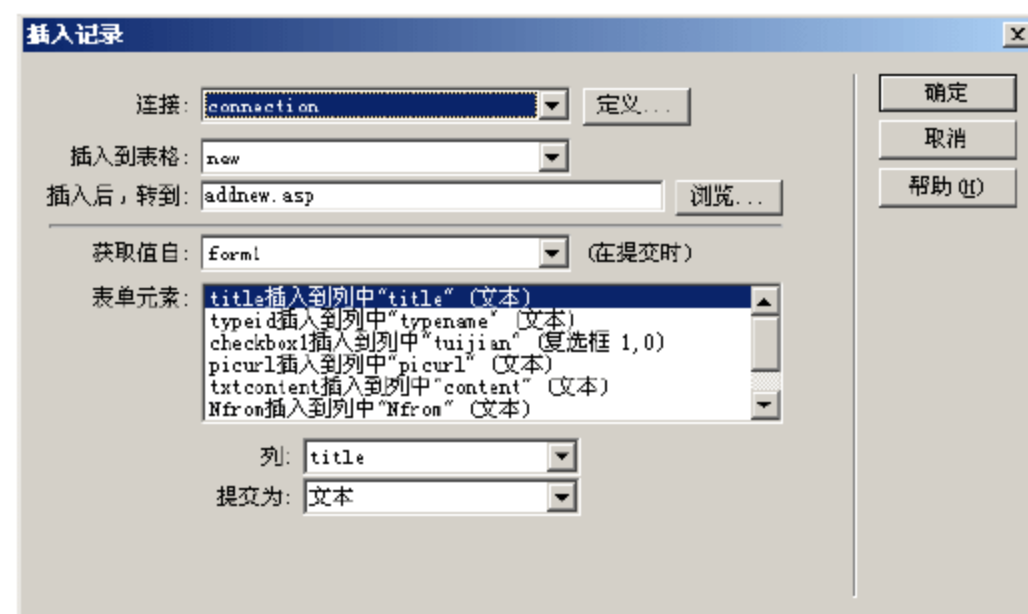 插入记录
连接: connection 定义...
确定
插入到表格: new
取消
插入后，转到: addnew.asp 浏览...
帮助(H)
获取值自: form1 (在提交时)
表单元素: title插入到列中"title" (文本)
typeid插入到列中"typename" (文本)
checkbox1插入到列中"tuijian" (复选框 1,0)
picurl插入到列中"picurl" (文本)
txtcontent插入到列中"content" (文本)
Nfrom插入到列中"Nfrom" (文本)
列: title
提交为: 文本